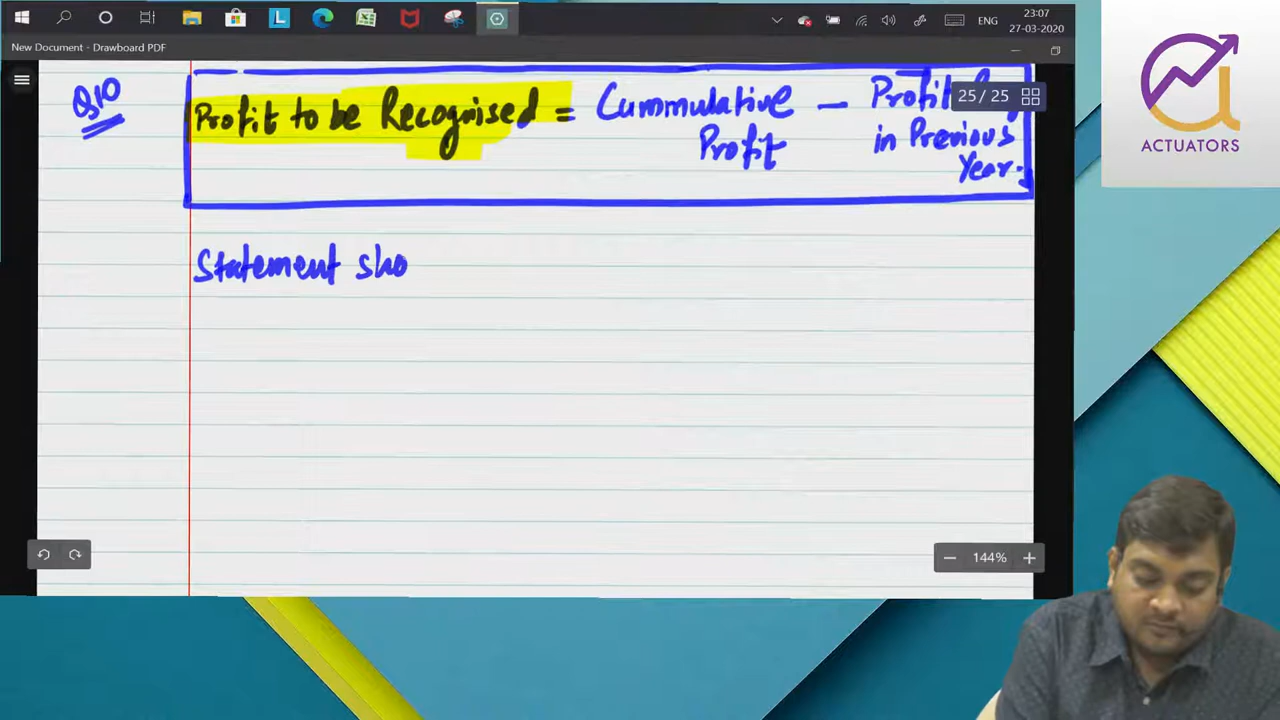 23:07
ENG
27-03-2020
New Document - Drawboard PDF
Q10
Profit to be Recognised = Cummulative Profit - Profit
in Previous Year.
25 / 25
ACTUATORS
Statement sho
144%